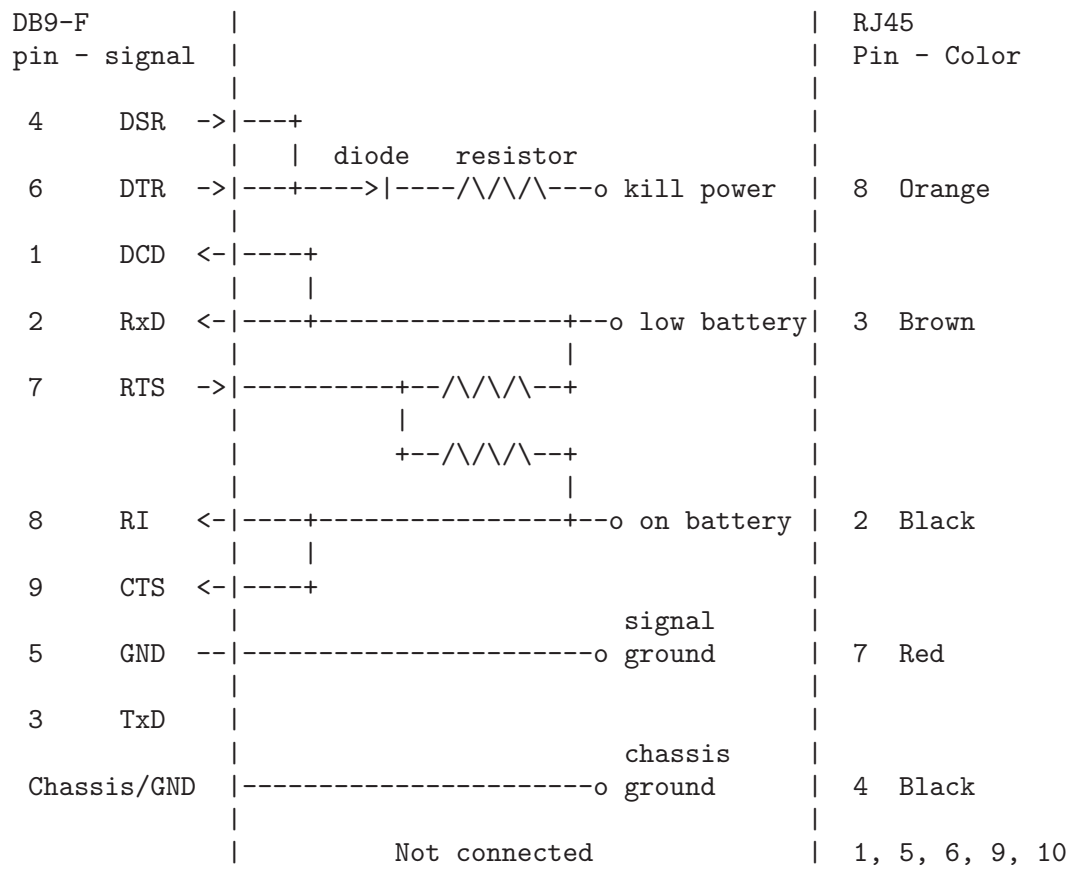 DB9-F | | RJ45
pin - signal | | Pin - Color
| |
4 DSR ->|---+ |
| | diode resistor |
6 DTR ->|---+---->|----/\/\/\---o kill power | 8 Orange
| |
1 DCD <-|----+ |
| | |
2 RxD <-|----+----------------+--o low battery| 3 Brown
| | |
7 RTS ->|----------+--/\/\/\--+ |
| | |
| +--/\/\/\--+ |
| | |
8 RI <-|----+----------------+--o on battery | 2 Black
| | |
9 CTS <-|----+ |
| signal |
5 GND --|-----------------------o ground | 7 Red
| |
3 TxD | |
| chassis |
Chassis/GND |-----------------------o ground | 4 Black
| |
| Not connected | 1, 5, 6, 9, 10